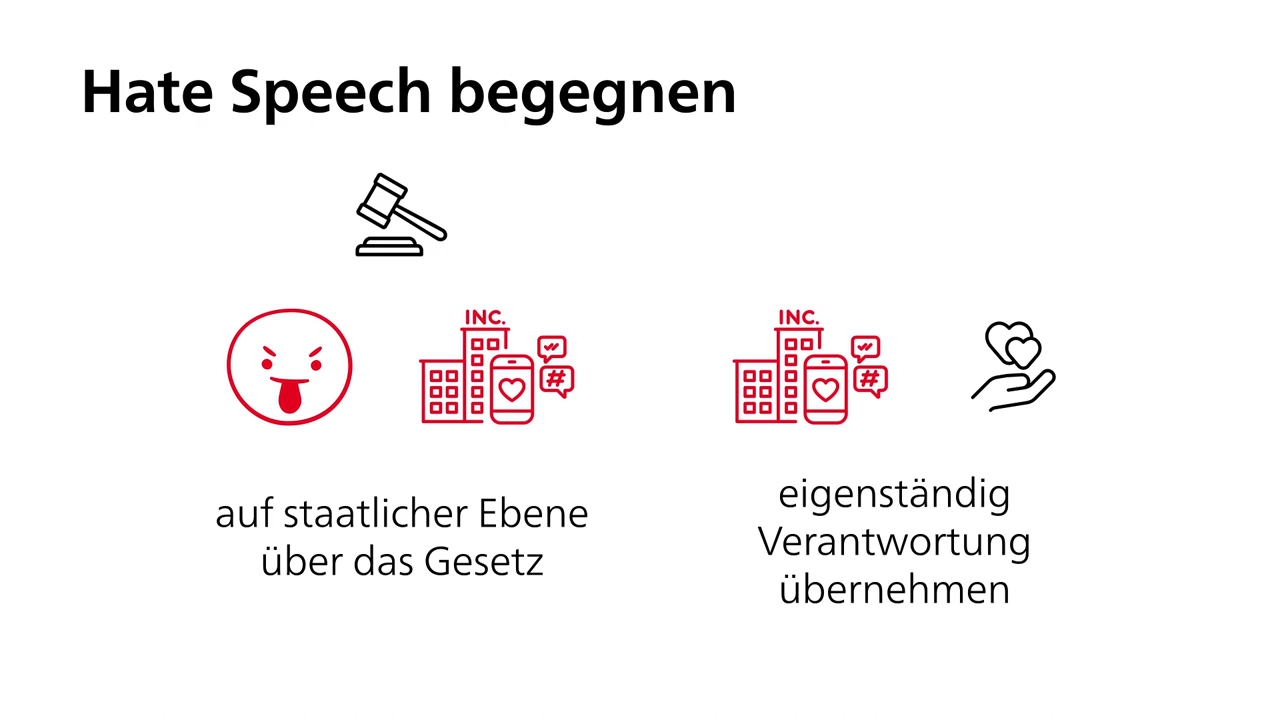 Hate Speech begegnen
INC.
INC.
#
#
auf staatlicher Ebene
über das Gesetz
eigenständig
Verantwortung
übernehmen